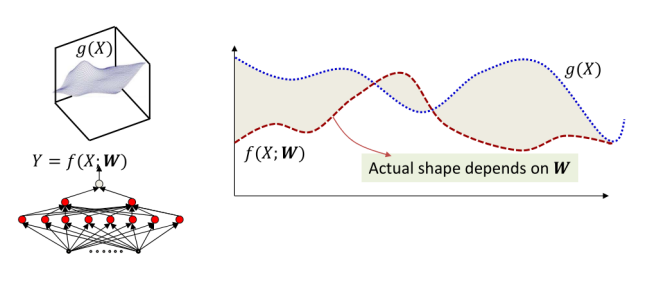 g(X)
Y = f(X; W)
g(X)
f(X; W)
Actual shape depends on W